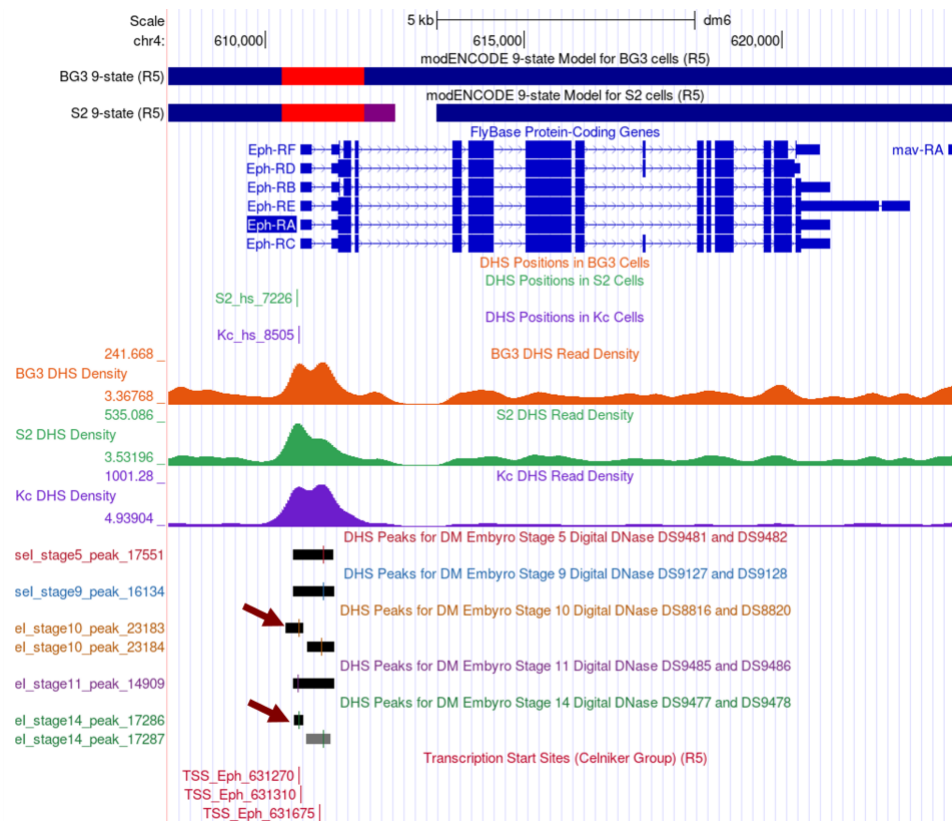 Scale 5 kb dm6
chr4: 610,000 615,000 620,000
modENCODE 9-state Model for BG3 cells (R5)
BG3 9-state (R5)
modENCODE 9-state Model for S2 cells (R5)
S2 9-state (R5)
FlyBase Protein-Coding Genes
Eph-RF mav-RA
Eph-RD
Eph-RB
Eph-RE
Eph-RA
Eph-RC
DHS Positions in BG3 Cells
DHS Positions in S2 Cells
S2_hs_7226
DHS Positions in Kc Cells
Kc_hs_8505
241.668 _ BG3 DHS Read Density
BG3 DHS Density
3.36768 _
535.086 _ S2 DHS Read Density
S2 DHS Density
3.53196 _
1001.28 _ Kc DHS Read Density
Kc DHS Density
4.93904 _
DHS Peaks for DM Embyro Stage 5 Digital DNase DS9481 and DS9482
sel_stage5_peak_17551
DHS Peaks for DM Embyro Stage 9 Digital DNase DS9127 and DS9128
sel_stage9_peak_16134
DHS Peaks for DM Embyro Stage 10 Digital DNase DS8816 and DS8820
el_stage10_peak_23183
el_stage10_peak_23184
DHS Peaks for DM Embyro Stage 11 Digital DNase DS9485 and DS9486
el_stage11_peak_14909
DHS Peaks for DM Embyro Stage 14 Digital DNase DS9477 and DS9478
el_stage14_peak_17286
el_stage14_peak_17287
Transcription Start Sites (Celniker Group) (R5)
TSS_Eph_631270
TSS_Eph_631310
TSS_Eph_631675